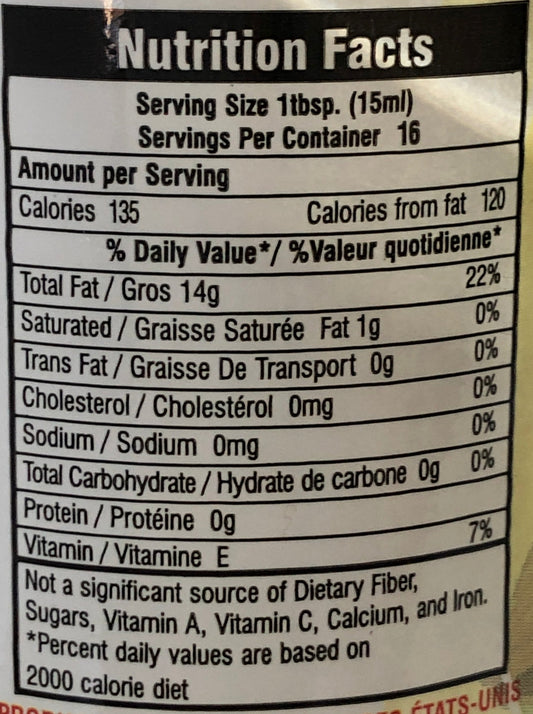 Nutrition Facts
Serving Size 1tbsp. (15ml)
Servings Per Container 16
Amount per Serving
Calories 135 Calories from fat 120
% Daily Value*/ %Valeur quotidienne*
Total Fat / Gros 14g 22%
Saturated / Graisse Saturée Fat 1g 0%
Trans Fat / Graisse De Transport 0g 0%
Cholesterol / Cholestérol 0mg 0%
Sodium / Sodium 0mg 0%
Total Carbohydrate / Hydrate de carbone 0g 0%
Protein / Protéine 0g
Vitamin / Vitamine E 7%
Not a significant source of Dietary Fiber,
Sugars, Vitamin A, Vitamin C, Calcium, and Iron.
*Percent daily values are based on
2000 calorie diet
ÉTATS-UNIS